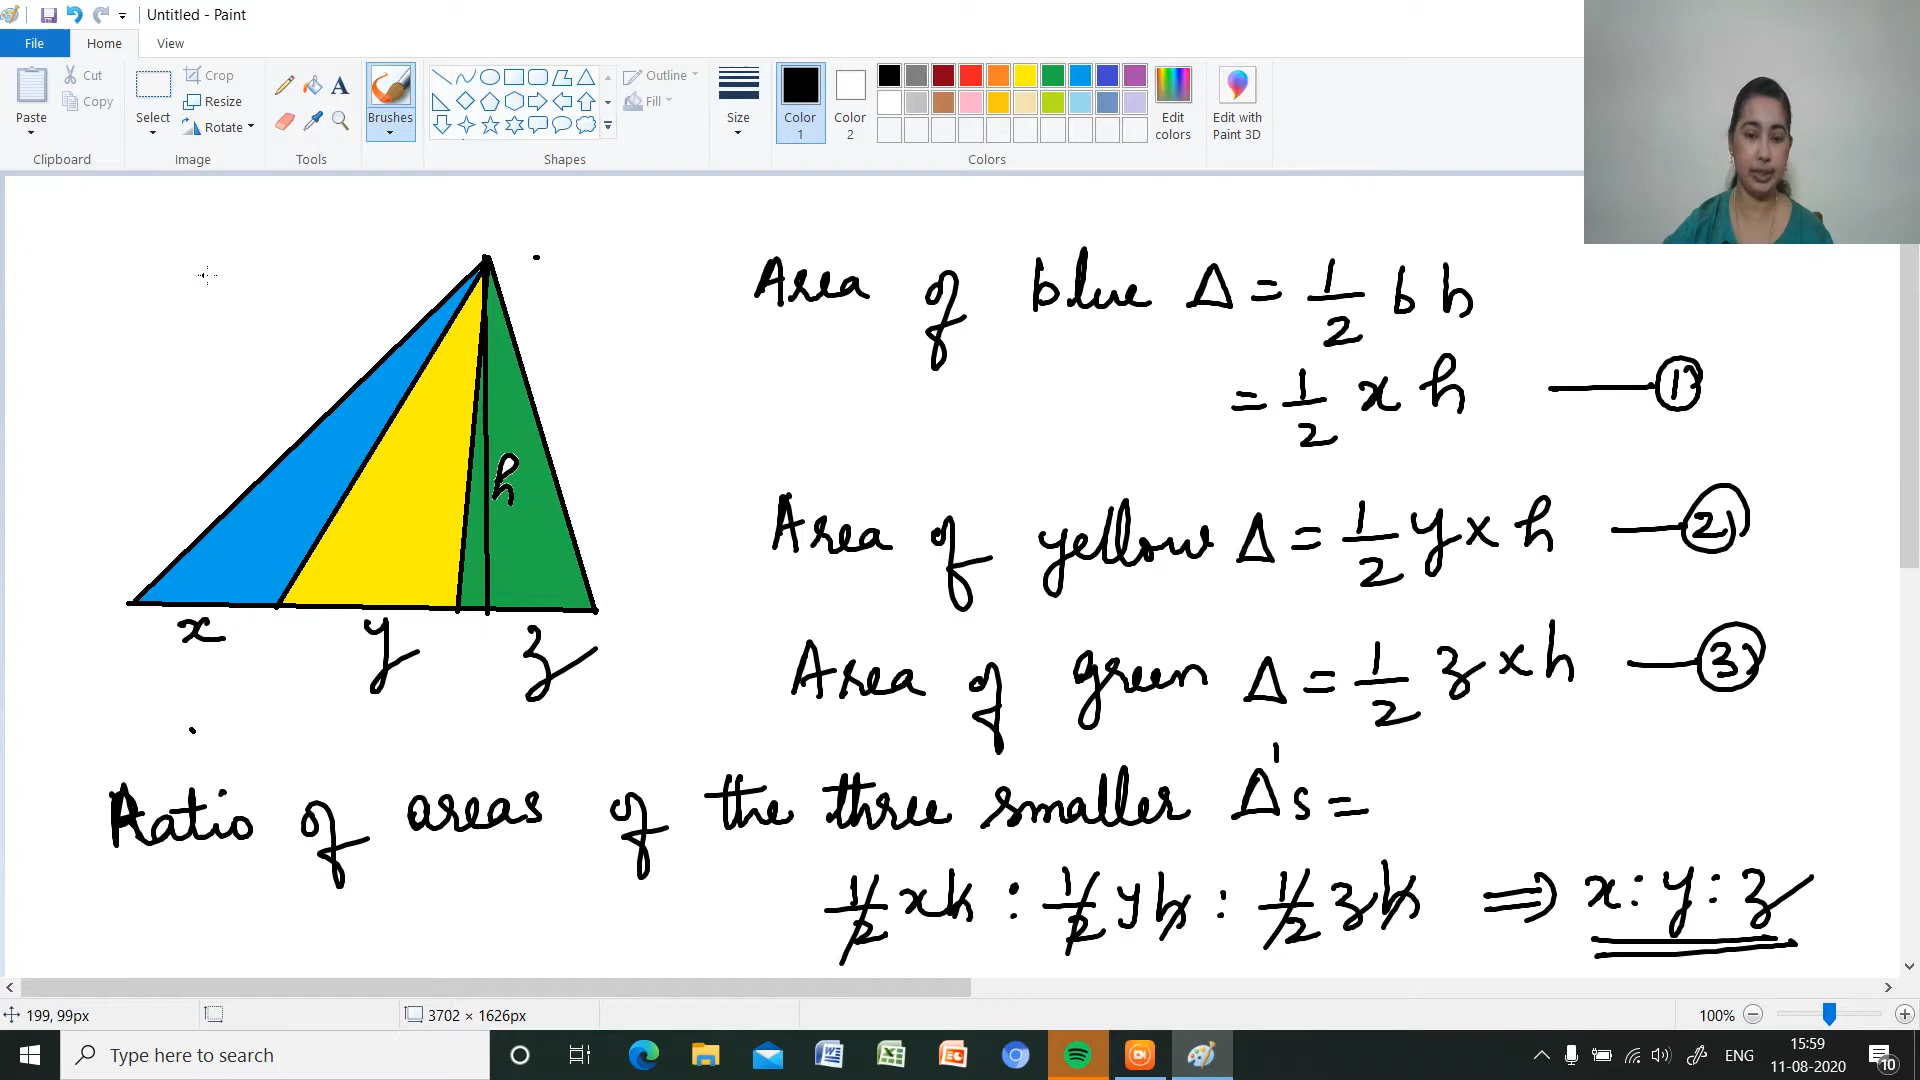 Untitled - Paint
File Home View
Paste Cut Copy
Clipboard
Select Crop Resize Rotate
Image
Tools
Brushes
Outline Fill
Shapes
Size
Color 1 Color 2
Edit colors
Colors
Edit with Paint 3D
Area of blue Δ = 1/2 b h
= 1/2 x h — 1)
h
Area of yellow Δ = 1/2 y x h — 2)
x y z
Area of green Δ = 1/2 z x h — 3)
Ratio of areas of the three smaller Δ's =
1/2 xh : 1/2 yh : 1/2 zh ⇒ x : y : z
199, 99px 3702 × 1626px 100%
Type here to search
ENG 15:59
11-08-2020 10